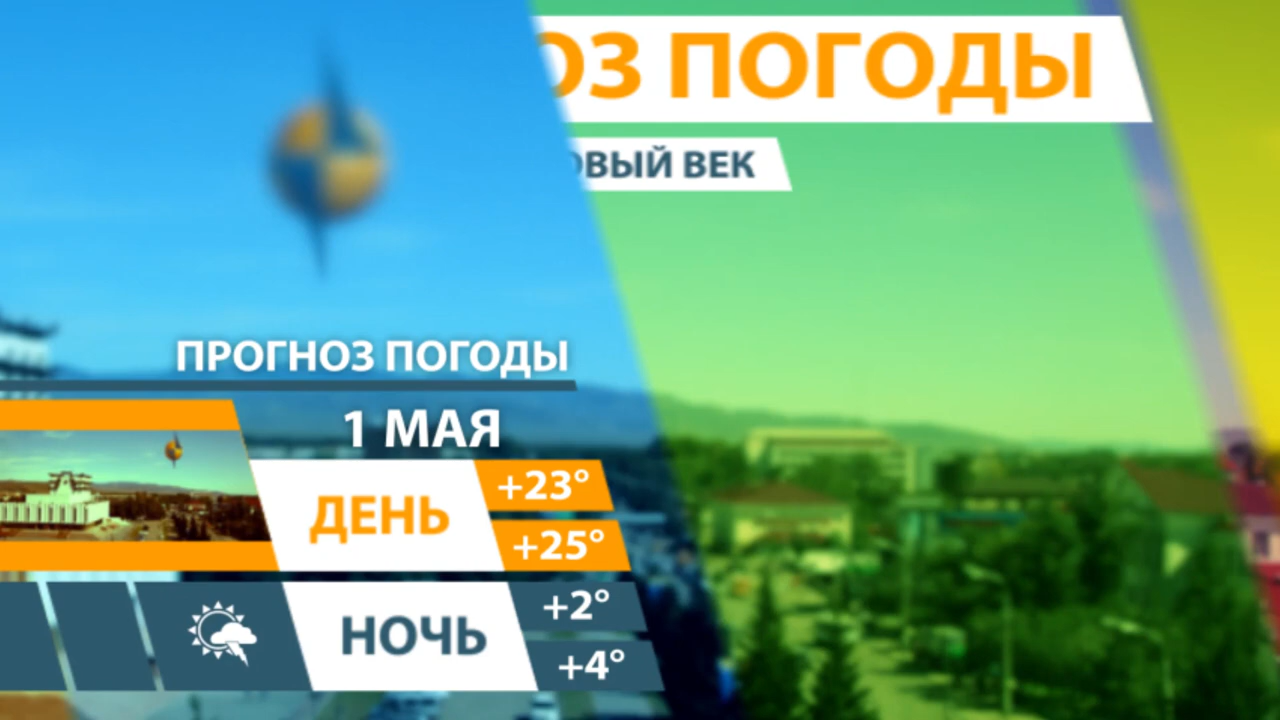 ОЗ ПОГОДЫ
ОВЫЙ ВЕК
ПРОГНОЗ ПОГОДЫ
1 МАЯ
ДЕНЬ
+23°
+25°
НОЧЬ
+2°
+4°